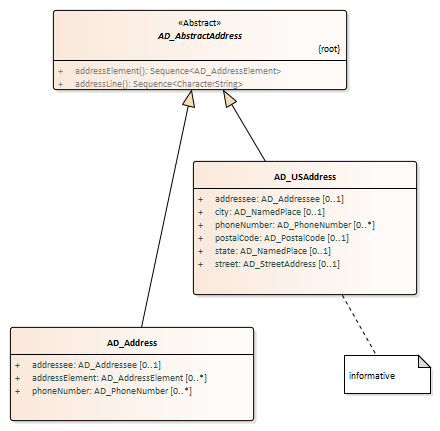 «Abstract»
AD_AbstractAddress
{root}
+ addressElement(): Sequence<AD_AddressElement>
+ addressLine(): Sequence<CharacterString>
AD_USAddress
+ addressee: AD_Addressee [0..1]
+ city: AD_NamedPlace [0..1]
+ phoneNumber: AD_PhoneNumber [0..*]
+ postalCode: AD_PostalCode [0..1]
+ state: AD_NamedPlace [0..1]
+ street: AD_StreetAddress [0..1]
AD_Address
+ addressee: AD_Addressee [0..1]
+ addressElement: AD_AddressElement [0..*]
+ phoneNumber: AD_PhoneNumber [0..*]
informative